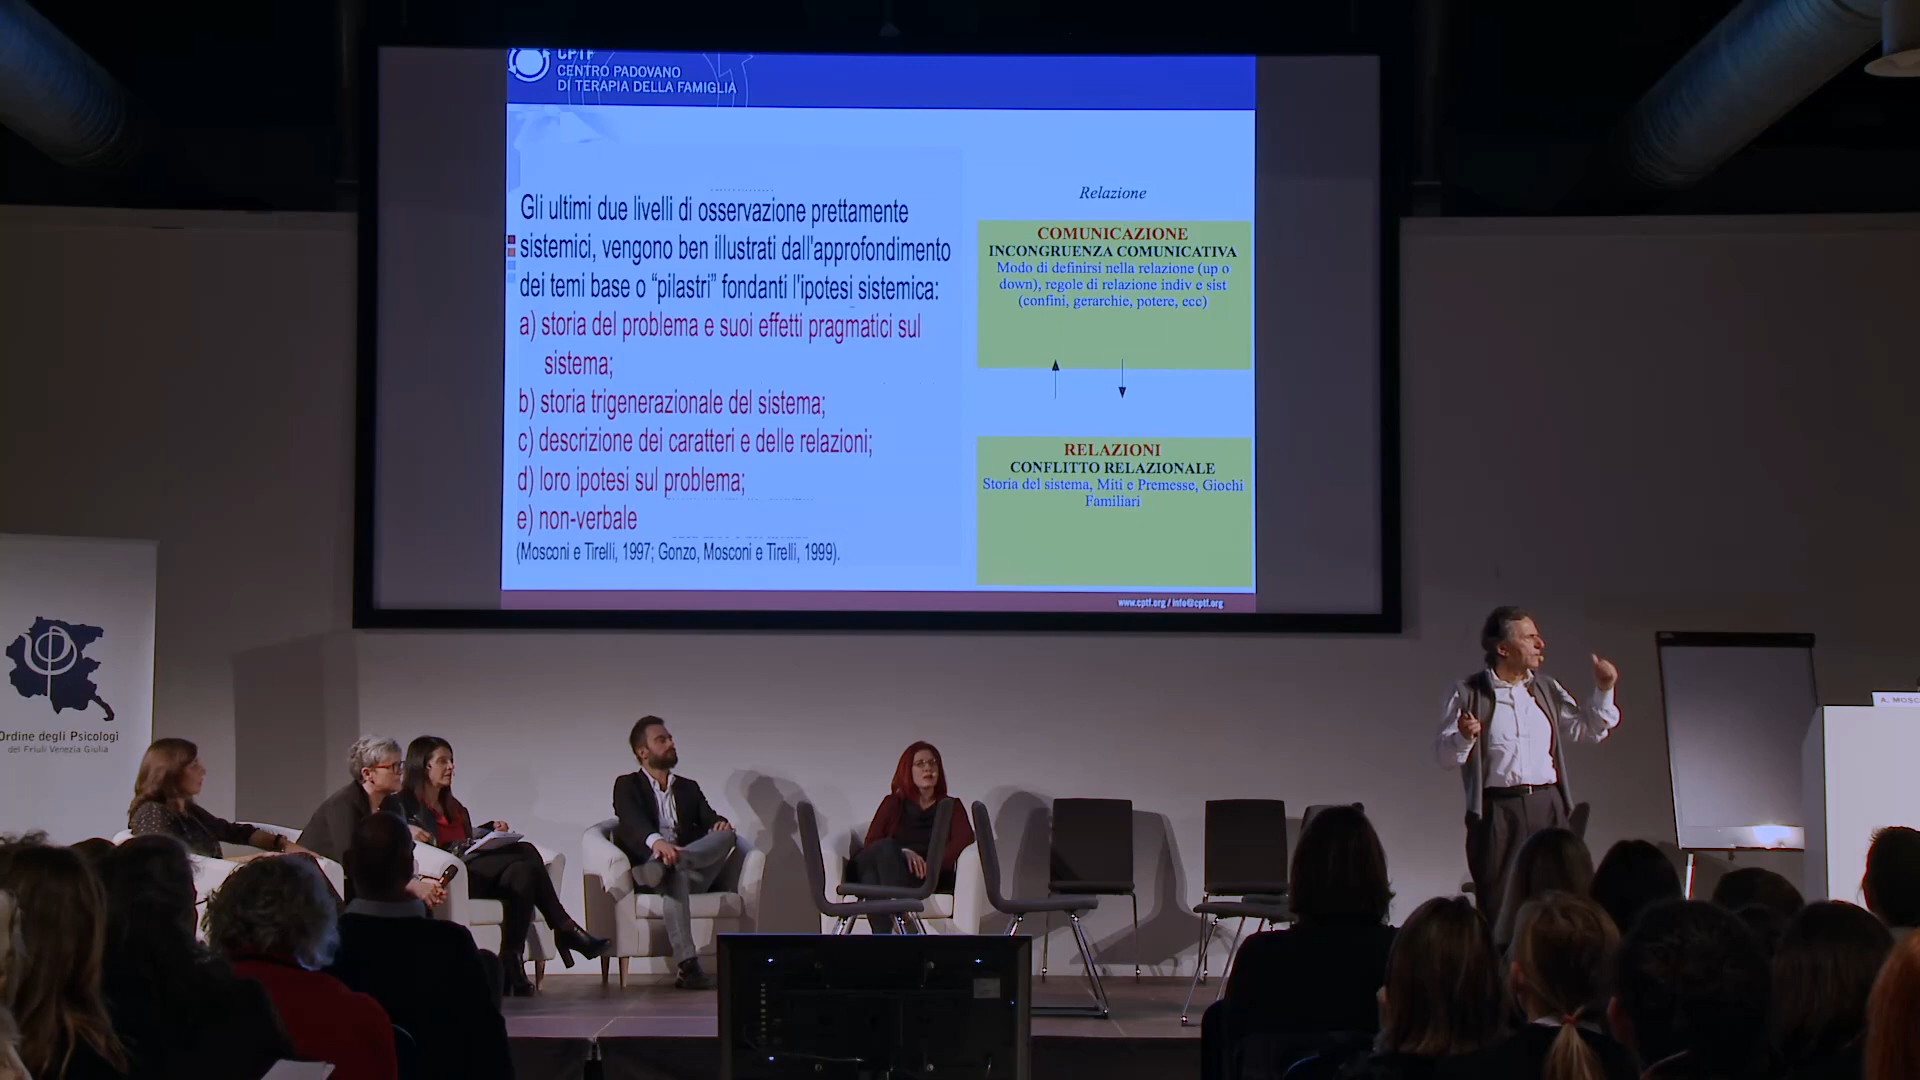 CPTF
CENTRO PADOVANO
DI TERAPIA DELLA FAMIGLIA
Gli ultimi due livelli di osservazione prettamente
sistemici, vengono ben illustrati dall'approfondimento
dei temi base o “pilastri” fondanti l'ipotesi sistemica:
a) storia del problema e suoi effetti pragmatici sul
sistema;
b) storia trigenerazionale del sistema;
c) descrizione dei caratteri e delle relazioni;
d) loro ipotesi sul problema;
e) non-verbale
(Mosconi e Tirelli, 1997; Gonzo, Mosconi e Tirelli, 1999).
Relazione
COMUNICAZIONE
INCONGRUENZA COMUNICATIVA
Modo di definirsi nella relazione (up o
down), regole di relazione indiv e sist
(confini, gerarchie, potere, ecc)
RELAZIONI
CONFLITTO RELAZIONALE
Storia del sistema, Miti e Premesse, Giochi
Familiari
www.cptf.org / info@cptf.org
Ordine degli Psicologi
del Friuli Venezia Giulia
A. MOSC